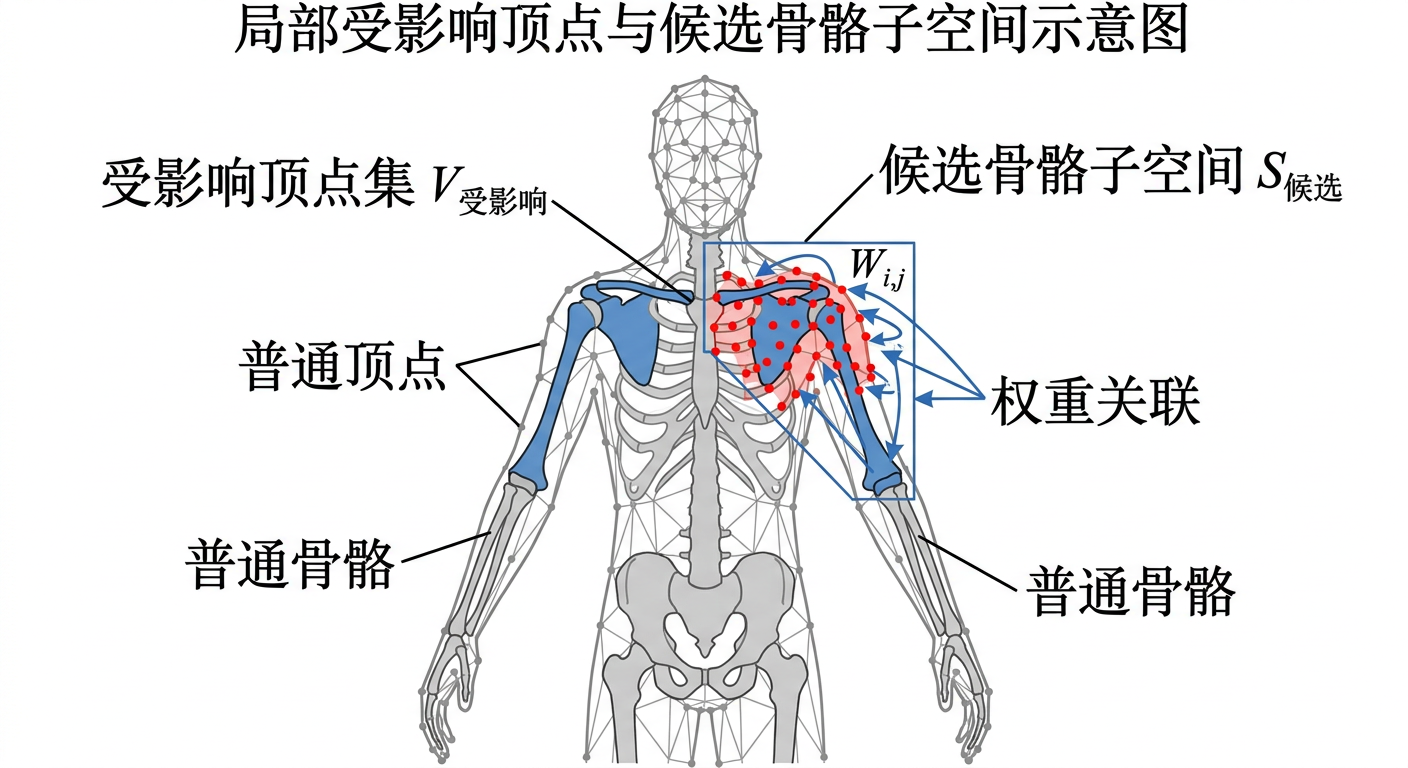 局部受影响顶点与候选骨骼子空间示意图
受影响顶点集 V受影响
候选骨骼子空间 S候选
Wi,j
普通顶点
权重关联
普通骨骼
普通骨骼